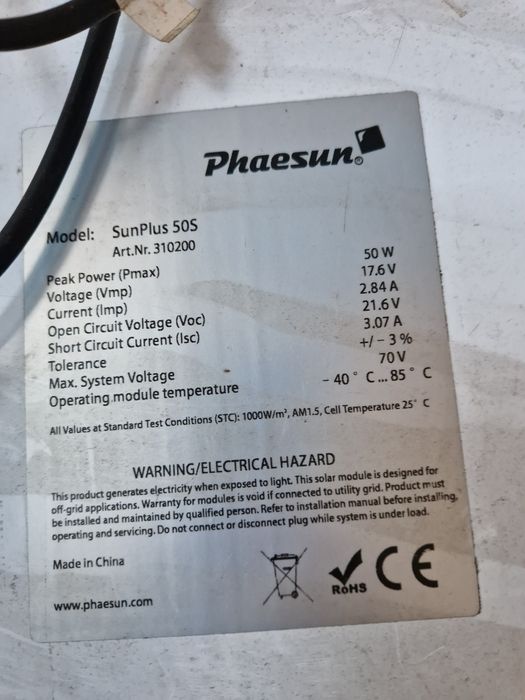 Phaesun®
Model: SunPlus 50S
Art.Nr. 310200
Peak Power (Pmax) 50 W
Voltage (Vmp) 17.6 V
Current (Imp) 2.84 A
Open Circuit Voltage (Voc) 21.6 V
Short Circuit Current (Isc) 3.07 A
Tolerance +/- 3 %
Max. System Voltage 70 V
Operating module temperature - 40 ° C ... 85 ° C
All Values at Standard Test Conditions (STC): 1000W/m², AM1.5, Cell Temperature 25° C
WARNING/ELECTRICAL HAZARD
This product generates electricity when exposed to light. This solar module is designed for
off-grid applications. Warranty for modules is void if connected to utility grid. Product must
be installed and maintained by qualified person. Refer to installation manual before installing,
operating and servicing. Do not connect or disconnect plug while system is under load.
Made in China
RoHS CE
www.phaesun.com